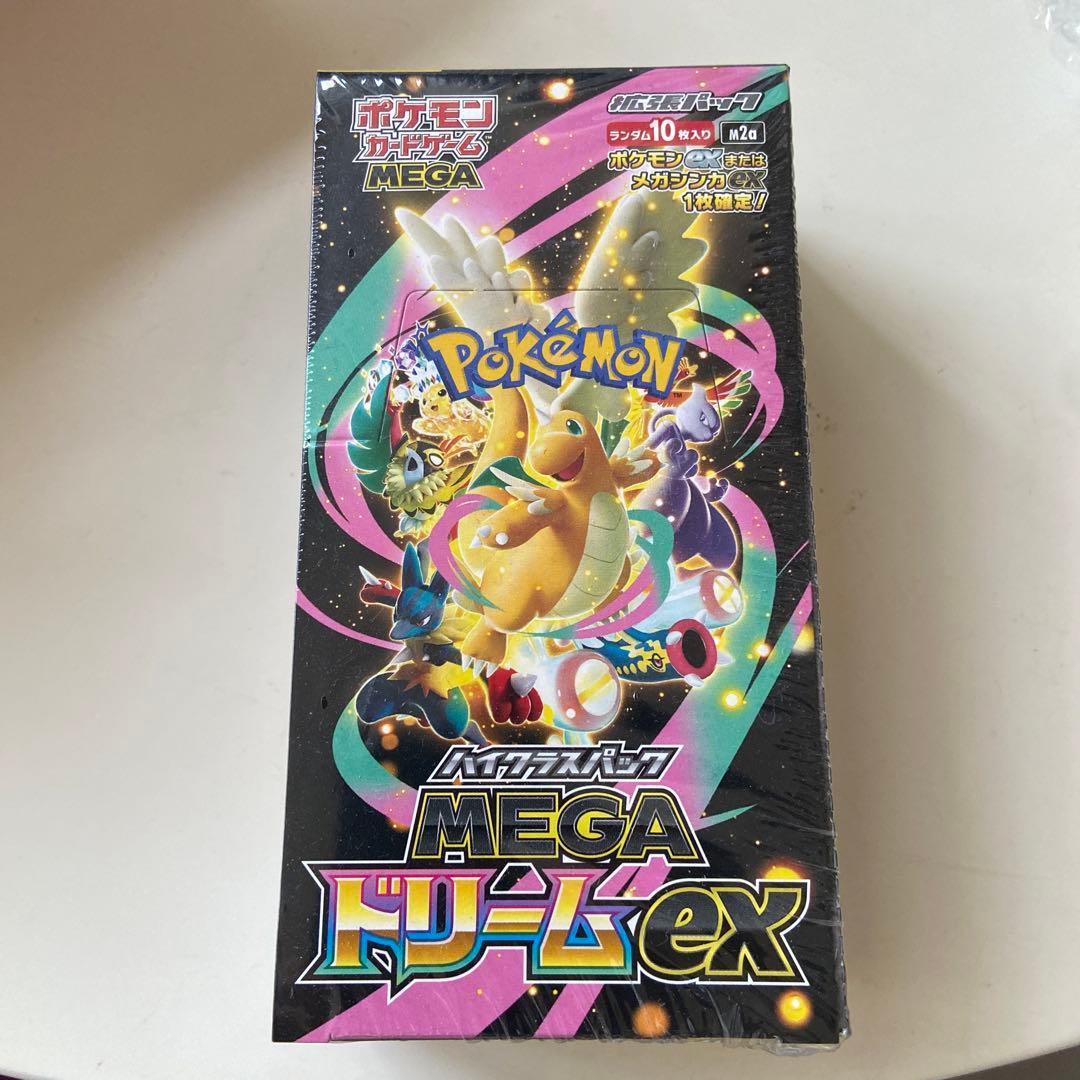 ポケモン
カードゲーム™
MEGA
拡張パック
ランダム10枚入り M2a
ポケモンexまたは
メガシンカex
1枚確定!
POKéMON™
ハイクラスパック
MEGA
ドリームex